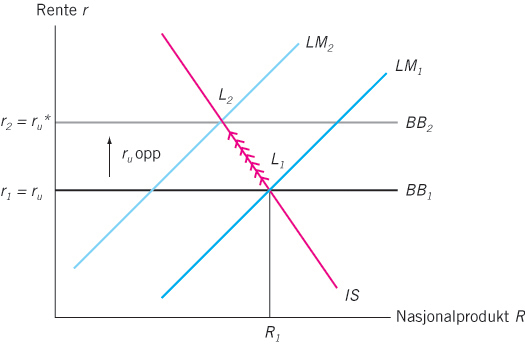 Rente r
LM2
LM1
L2
r2 = ru*
BB2
ru opp
L1
r1 = ru
BB1
IS
Nasjonalprodukt R
R1